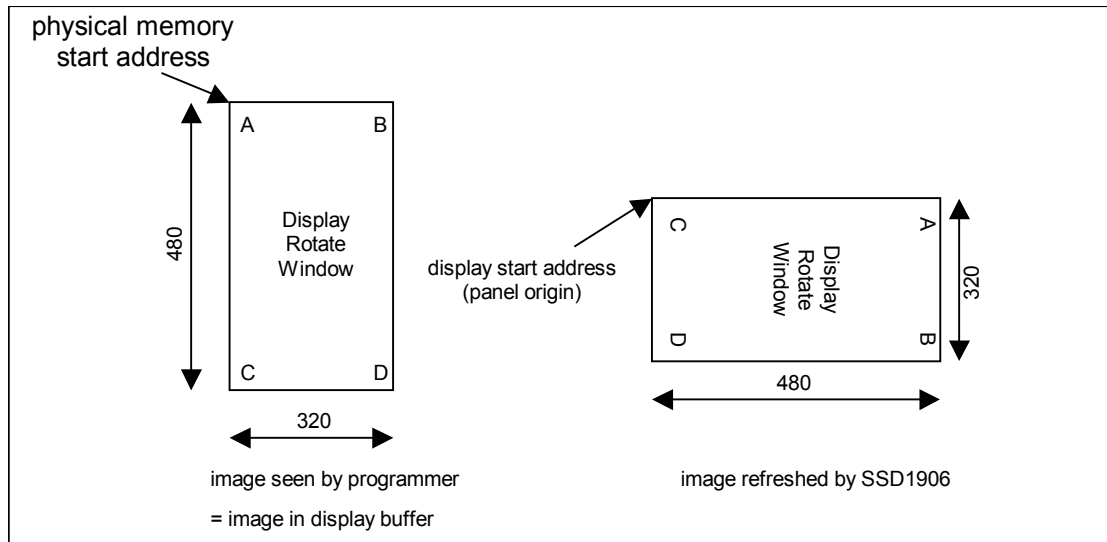 physical memory
start address
A
B
480
Display
Rotate
Window
C
D
320
image seen by programmer
= image in display buffer
display start address
(panel origin)
C
A
Display
Rotate
Window
320
D
B
480
image refreshed by SSD1906